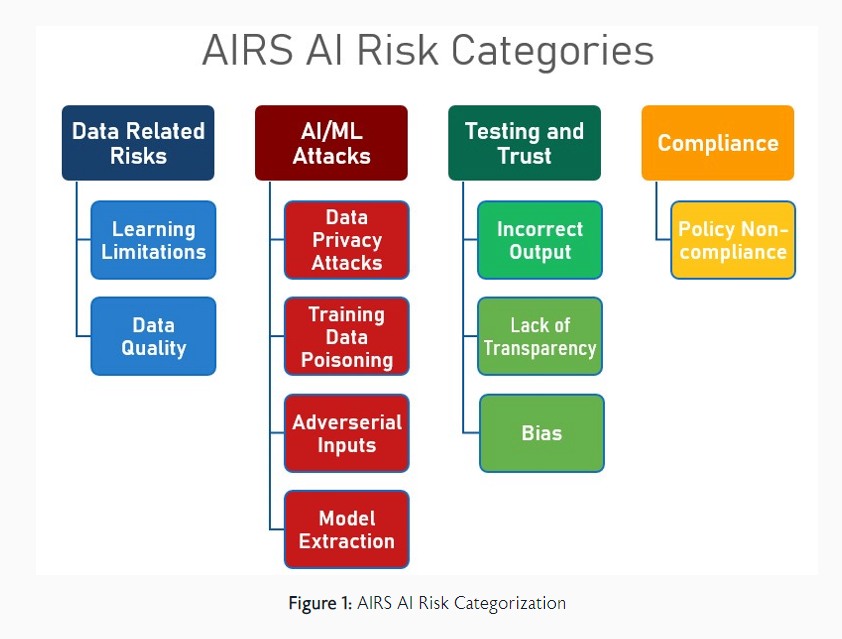 AIRS AI Risk Categories
Data Related
Risks
Learning
Limitations
Data
Quality
AI/ML
Attacks
Data
Privacy
Attacks
Training
Data
Poisoning
Adverserial
Inputs
Model
Extraction
Testing and
Trust
Incorrect
Output
Lack of
Transparency
Bias
Compliance
Policy Non-
compliance
Figure 1: AIRS AI Risk Categorization